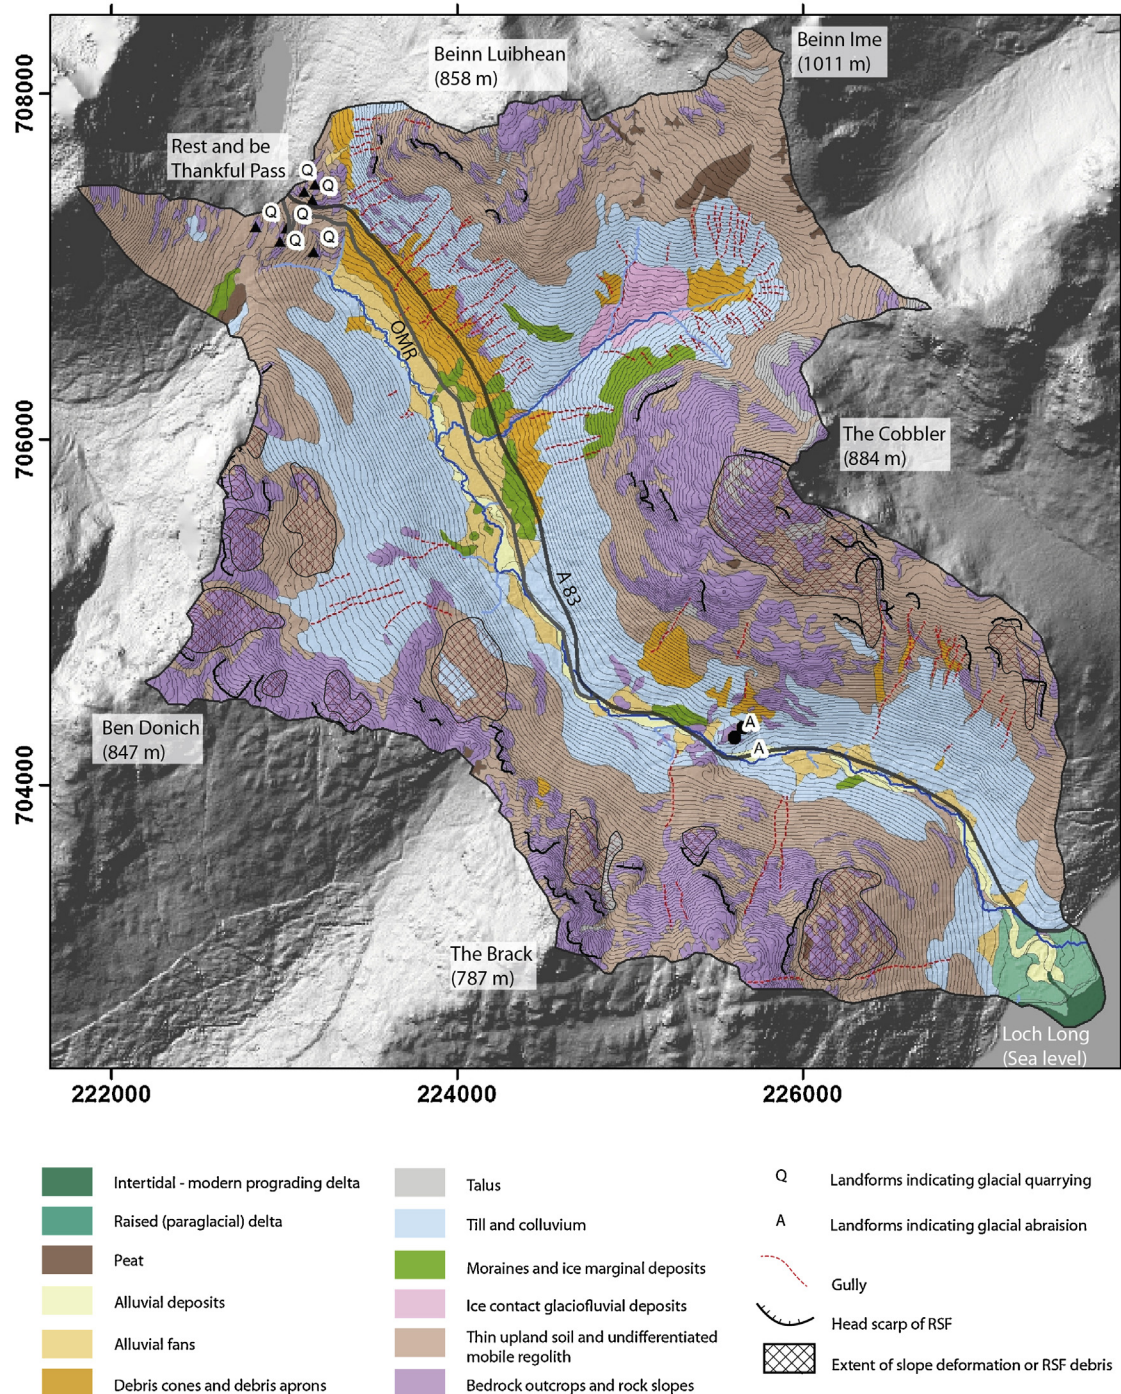 Beinn Ime
(1011 m)
Beinn Luibhean
(858 m)
708000
Rest and be
Thankful Pass
Q
Q
Q
Q
Q
Q
OMR
706000
The Cobbler
(884 m)
A 83
Ben Donich
(847 m)
A
A
704000
The Brack
(787 m)
Loch Long
(Sea level)
222000
224000
226000
Intertidal - modern prograding delta
Raised (paraglacial) delta
Peat
Alluvial deposits
Alluvial fans
Debris cones and debris aprons
Talus
Till and colluvium
Moraines and ice marginal deposits
Ice contact glaciofluvial deposits
Thin upland soil and undifferentiated
mobile regolith
Bedrock outcrops and rock slopes
Q Landforms indicating glacial quarrying
A Landforms indicating glacial abraision
Gully
Head scarp of RSF
Extent of slope deformation or RSF debris